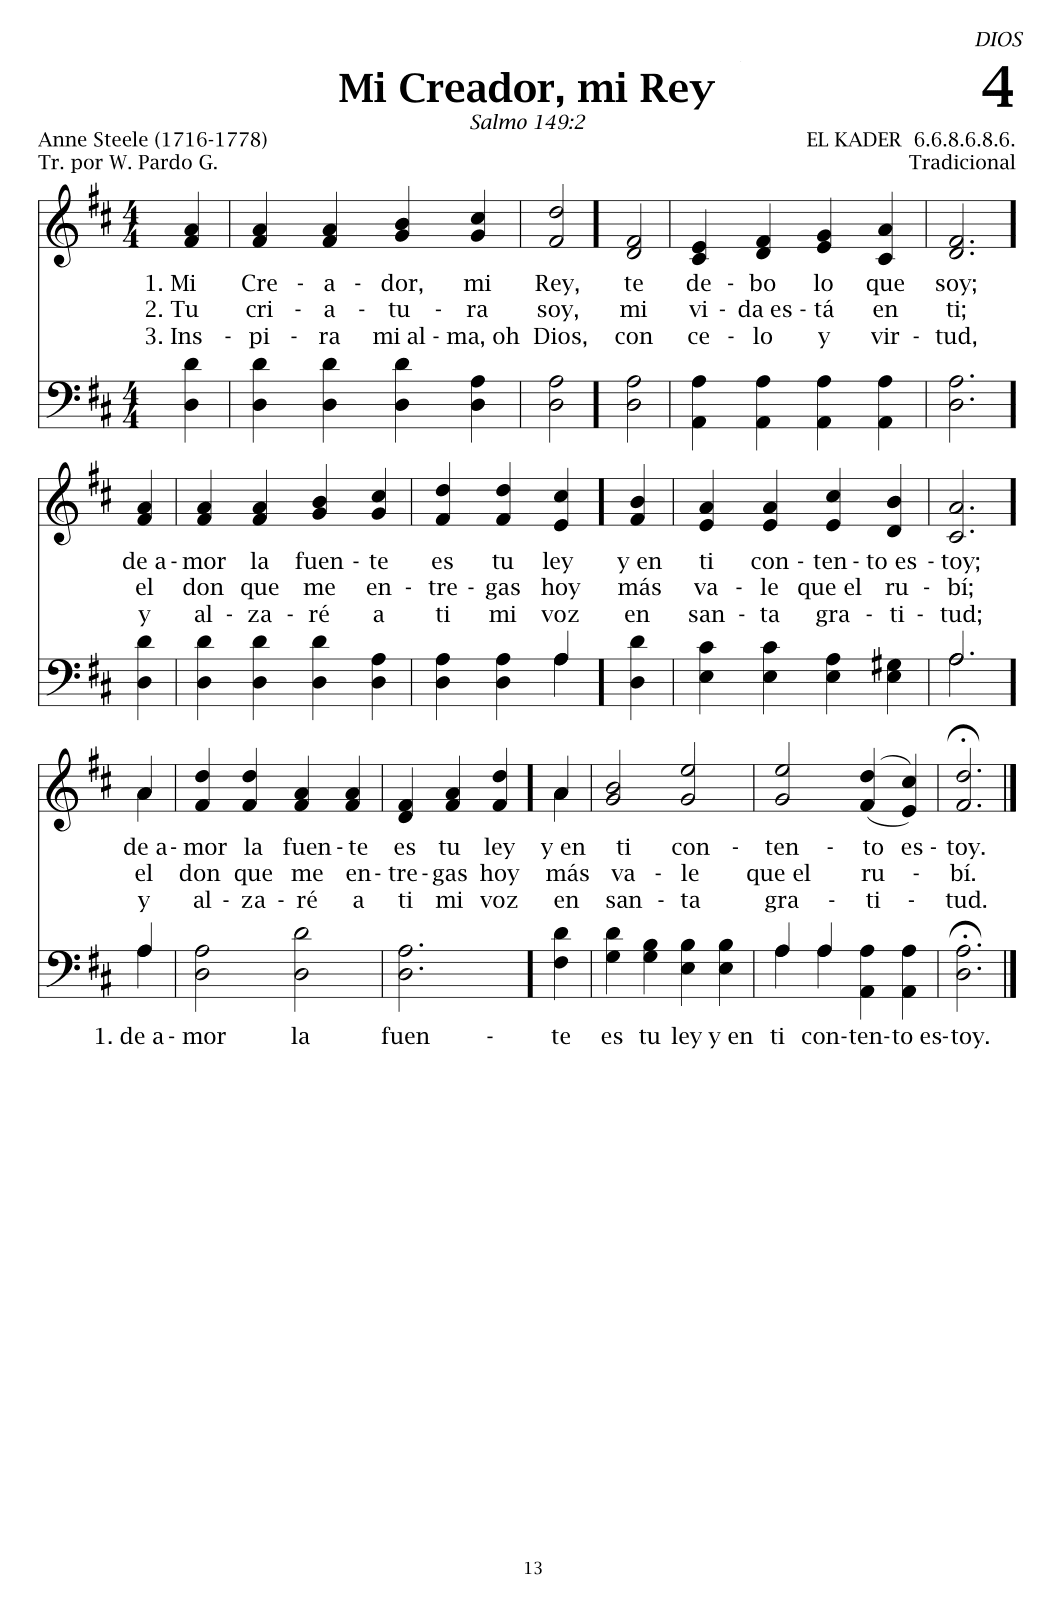 DIOS
Mi Creador, mi Rey
4
Salmo 149:2
Anne Steele (1716-1778)
EL KADER 6.6.8.6.8.6.
Tr. por W. Pardo G.
Tradicional
1. Mi Cre - a - dor, mi Rey, te de - bo lo que soy;
2. Tu cri - a - tu - ra soy, mi vi - da es - tá en ti;
3. Ins - pi - ra mi al - ma, oh Dios, con ce - lo y vir - tud,
de a - mor la fuen - te es tu ley y en ti con - ten - to es - toy;
el don que me en - tre - gas hoy más va - le que el ru - bí;
y al - za - ré a ti mi voz en san - ta gra - ti - tud;
de a - mor la fuen - te es tu ley y en ti con - ten - to es - toy.
el don que me en - tre - gas hoy más va - le que el ru - bí.
y al - za - ré a ti mi voz en san - ta gra - ti - tud.
1. de a - mor la fuen - te es tu ley y en ti con - ten - to es - toy.
13